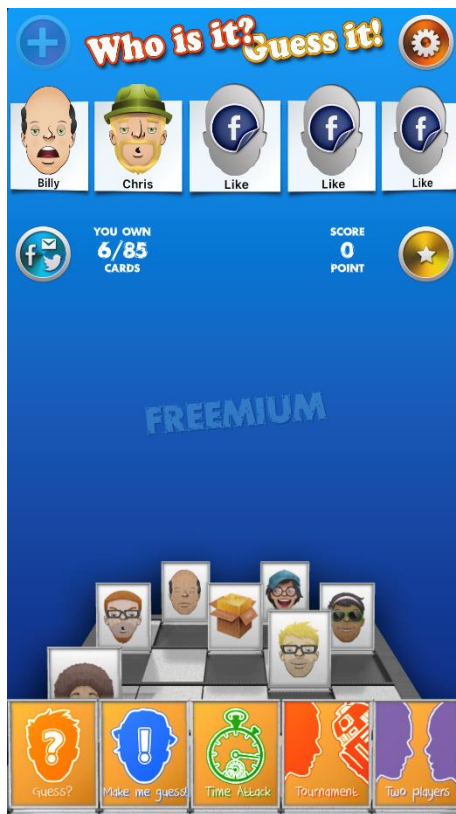 Who is it? Guess it!
Billy
Chris
Like
Like
Like
YOU OWN
6/85
CARDS
SCORE
0
POINT
FREEMIUM
Guess?
Make me guess!
Time Attack
Tournament
Two players